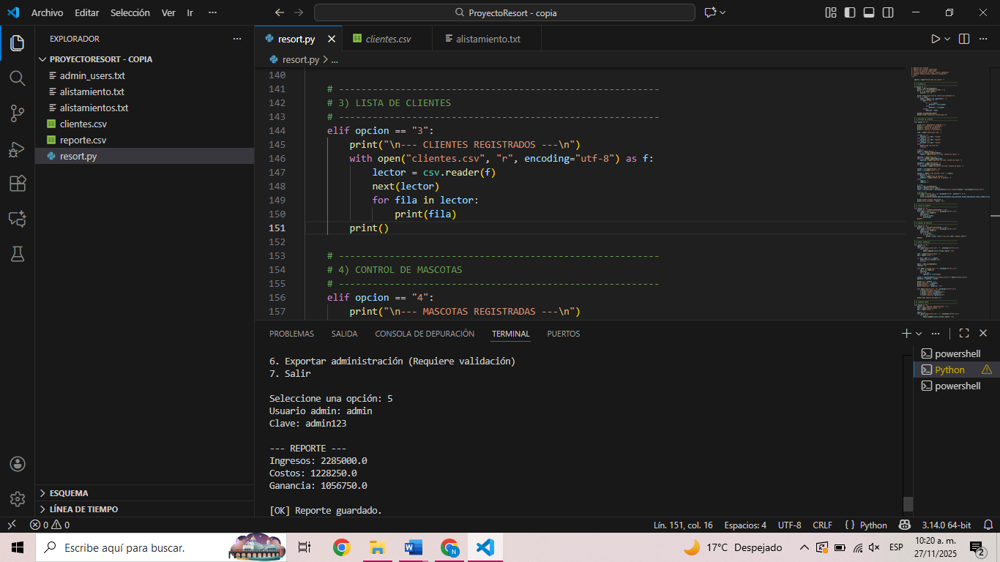 Archivo Editar Selección Ver Ir ··· ProyectoResort - copia
EXPLORADOR ···
PROYECTORESORT - COPIA
admin_users.txt
alistamiento.txt
alistamientos.txt
clientes.csv
reporte.csv
resort.py
ESQUEMA
LÍNEA DE TIEMPO
resort.py clientes.csv alistamiento.txt
resort.py > ...
140
141 # ---------------------------------------------------------
142 # 3) LISTA DE CLIENTES
143 # ---------------------------------------------------------
144 elif opcion == "3":
145 print("\n--- CLIENTES REGISTRADOS ---\n")
146 with open("clientes.csv", "r", encoding="utf-8") as f:
147 lector = csv.reader(f)
148 next(lector)
149 for fila in lector:
150 print(fila)
151 print()
152
153 # ---------------------------------------------------------
154 # 4) CONTROL DE MASCOTAS
155 # ---------------------------------------------------------
156 elif opcion == "4":
157 print("\n--- MASCOTAS REGISTRADAS ---\n")
PROBLEMAS SALIDA CONSOLA DE DEPURACIÓN TERMINAL PUERTOS
6. Exportar administración (Requiere validación)
7. Salir
Seleccione una opción: 5
Usuario admin: admin
Clave: admin123
--- REPORTE ---
Ingresos: 2285000.0
Costos: 1228250.0
Ganancia: 1056750.0
[OK] Reporte guardado.
powershell
Python
powershell
0 0 Lín. 151, col. 16 Espacios: 4 UTF-8 CRLF { } Python 3.14.0 64-bit
Escribe aquí para buscar. 17°C Despejado ESP 10:20 a. m.
27/11/2025 2